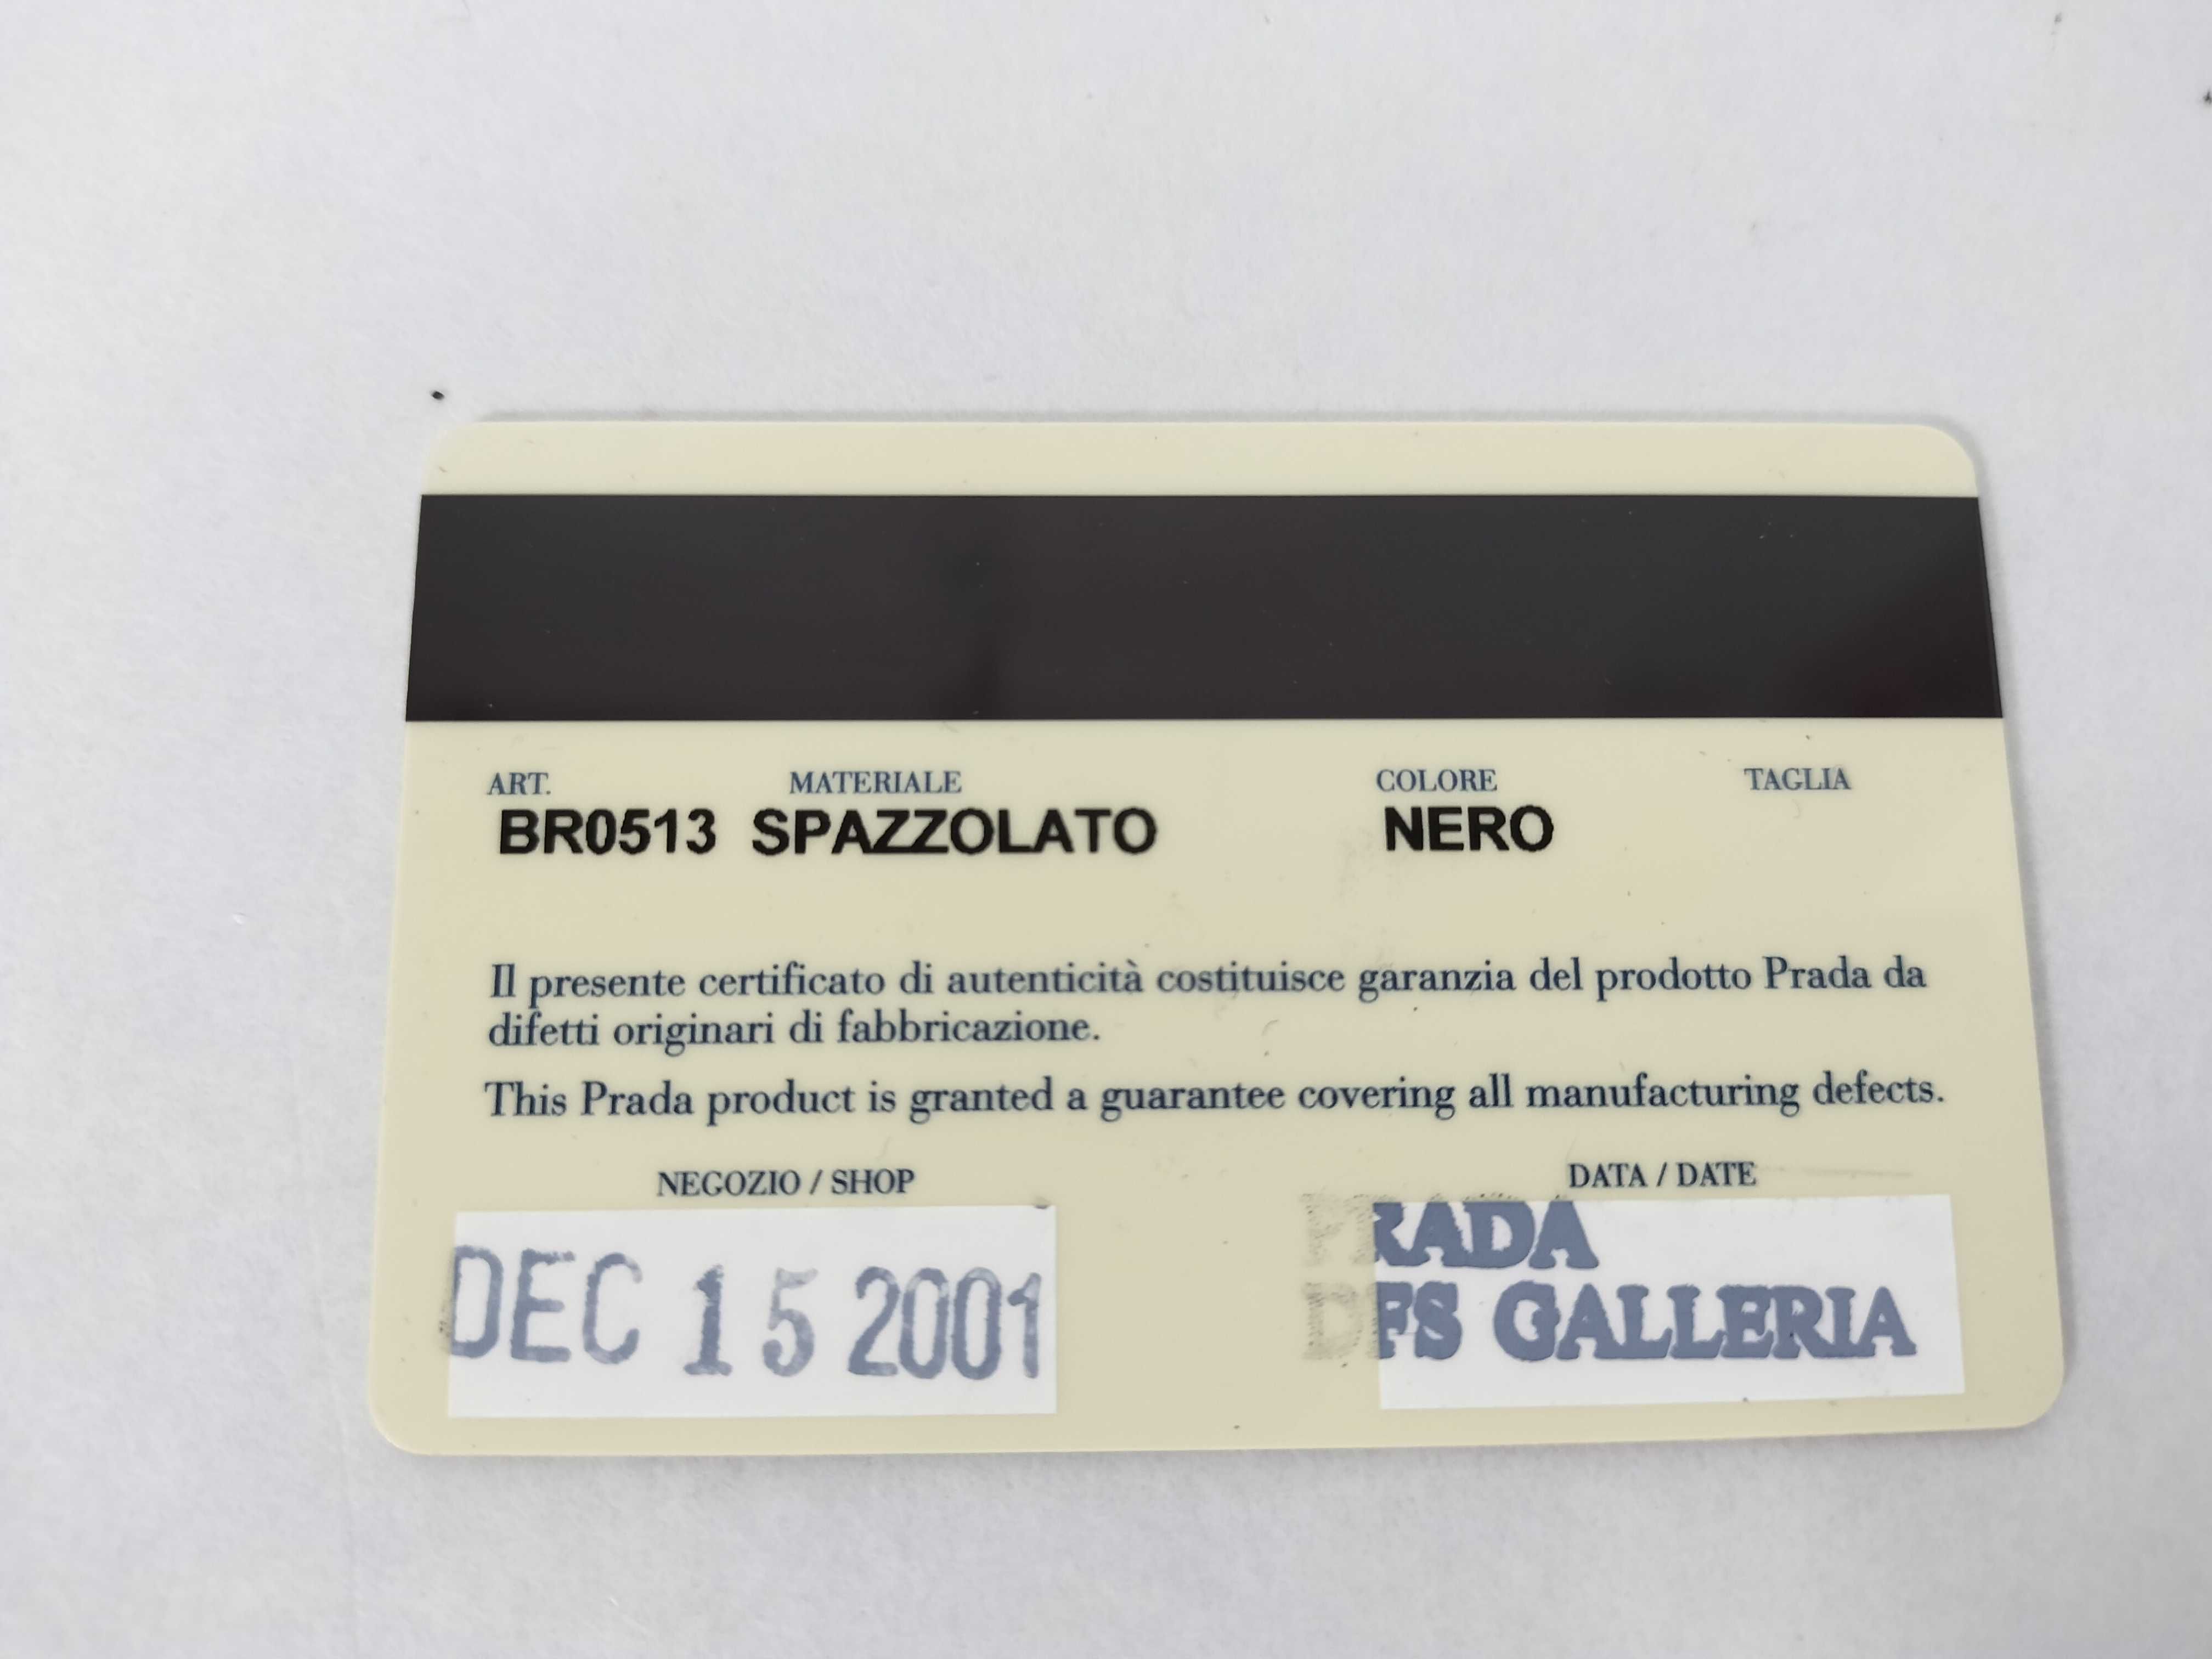 ART. MATERIALE COLORE TAGLIA
BR0513 SPAZZOLATO NERO
Il presente certificato di autenticità costituisce garanzia del prodotto Prada da
difetti originari di fabbricazione.
This Prada product is granted a guarantee covering all manufacturing defects.
NEGOZIO / SHOP DATA / DATE
DEC 15 2001
PRADA
DFS GALLERIA